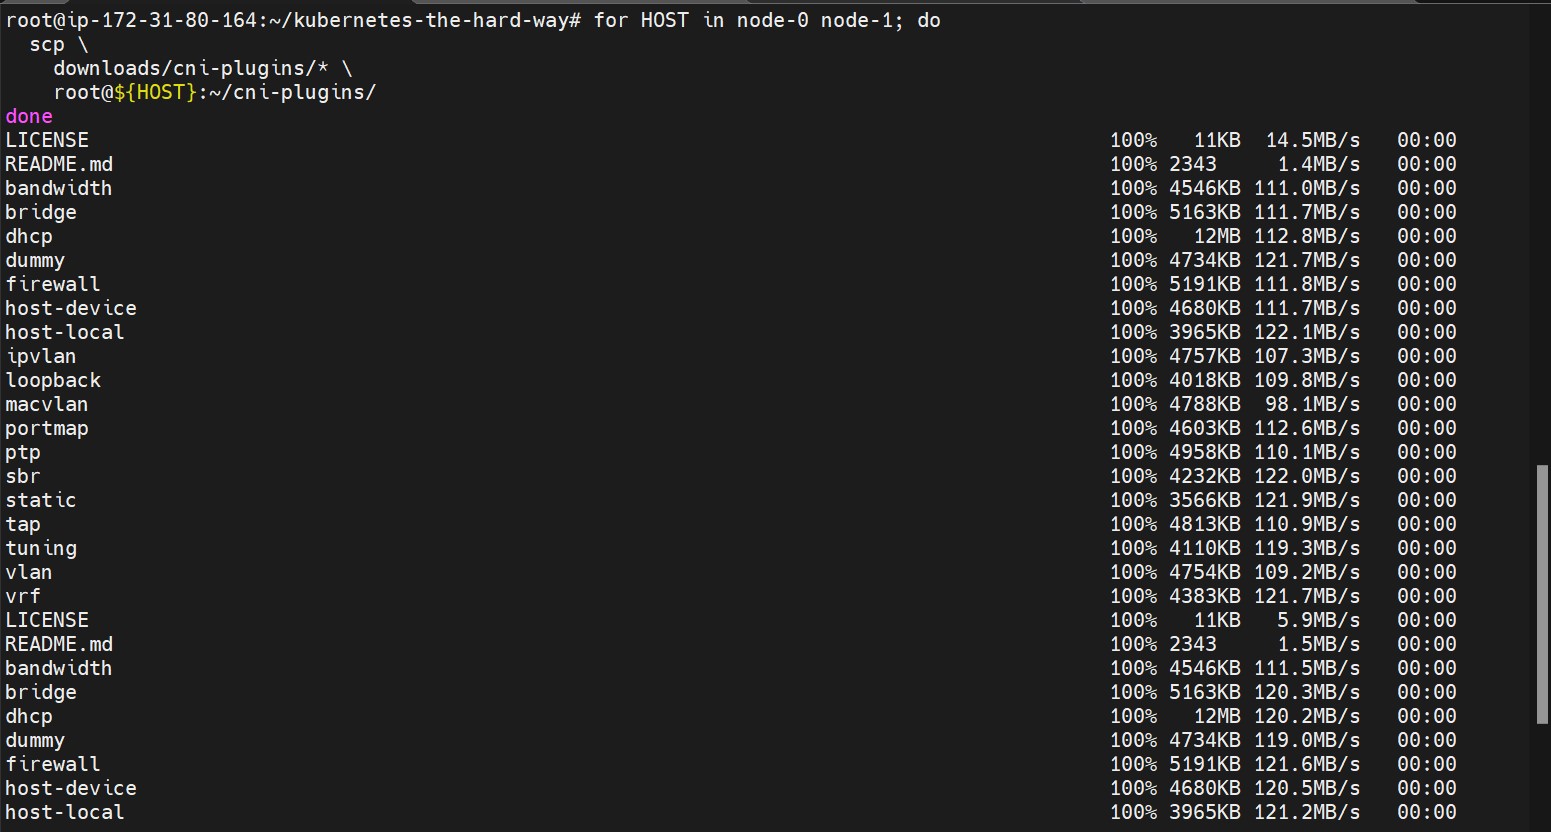 root@ip-172-31-80-164:~/kubernetes-the-hard-way# for HOST in node-0 node-1; do
  scp \
    downloads/cni-plugins/* \
    root@${HOST}:~/cni-plugins/
done
LICENSE 100% 11KB 14.5MB/s 00:00
README.md 100% 2343 1.4MB/s 00:00
bandwidth 100% 4546KB 111.0MB/s 00:00
bridge 100% 5163KB 111.7MB/s 00:00
dhcp 100% 12MB 112.8MB/s 00:00
dummy 100% 4734KB 121.7MB/s 00:00
firewall 100% 5191KB 111.8MB/s 00:00
host-device 100% 4680KB 111.7MB/s 00:00
host-local 100% 3965KB 122.1MB/s 00:00
ipvlan 100% 4757KB 107.3MB/s 00:00
loopback 100% 4018KB 109.8MB/s 00:00
macvlan 100% 4788KB 98.1MB/s 00:00
portmap 100% 4603KB 112.6MB/s 00:00
ptp 100% 4958KB 110.1MB/s 00:00
sbr 100% 4232KB 122.0MB/s 00:00
static 100% 3566KB 121.9MB/s 00:00
tap 100% 4813KB 110.9MB/s 00:00
tuning 100% 4110KB 119.3MB/s 00:00
vlan 100% 4754KB 109.2MB/s 00:00
vrf 100% 4383KB 121.7MB/s 00:00
LICENSE 100% 11KB 5.9MB/s 00:00
README.md 100% 2343 1.5MB/s 00:00
bandwidth 100% 4546KB 111.5MB/s 00:00
bridge 100% 5163KB 120.3MB/s 00:00
dhcp 100% 12MB 120.2MB/s 00:00
dummy 100% 4734KB 119.0MB/s 00:00
firewall 100% 5191KB 121.6MB/s 00:00
host-device 100% 4680KB 120.5MB/s 00:00
host-local 100% 3965KB 121.2MB/s 00:00